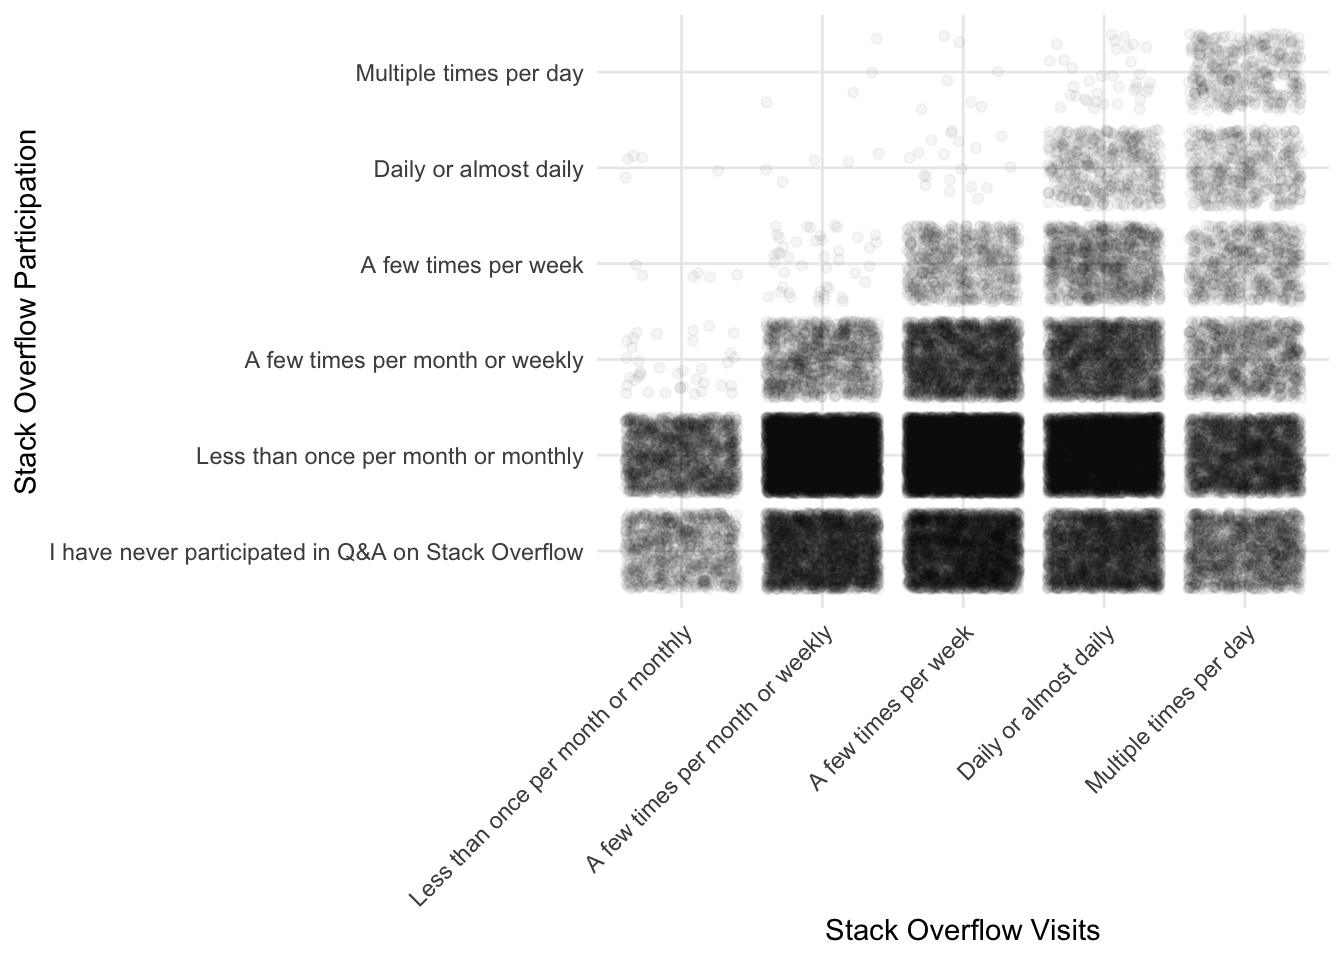 Stack Overflow Participation
Multiple times per day
Daily or almost daily
A few times per week
A few times per month or weekly
Less than once per month or monthly
I have never participated in Q&A on Stack Overflow
Less than once per month or monthly
A few times per month or weekly
A few times per week
Daily or almost daily
Multiple times per day
Stack Overflow Visits